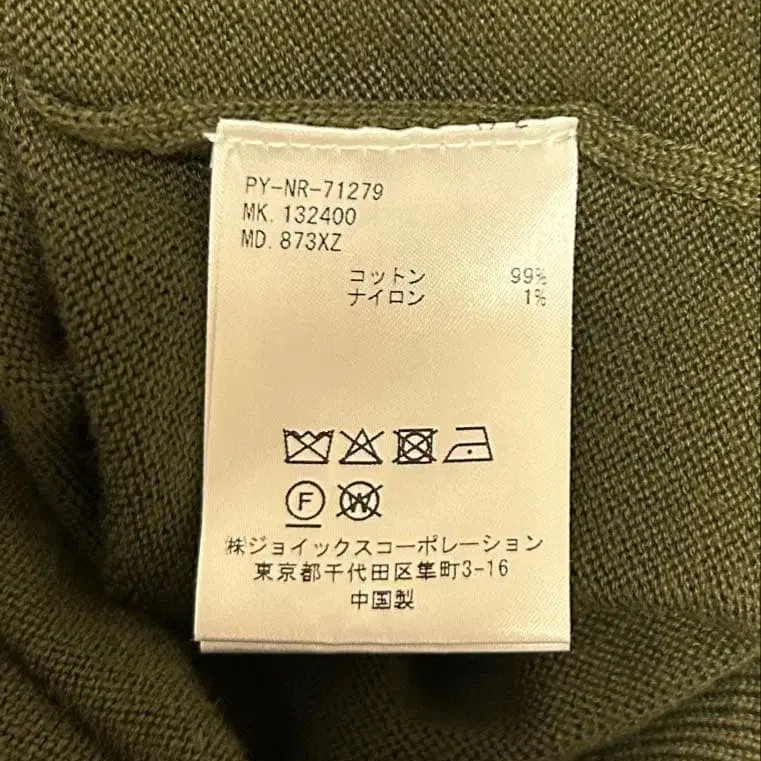 PY-NR-71279
MK. 132400
MD. 873XZ
コットン 99%
ナイロン 1%
F W
㈱ジョイックスコーポレーション
東京都千代田区隼町3-16
中国製